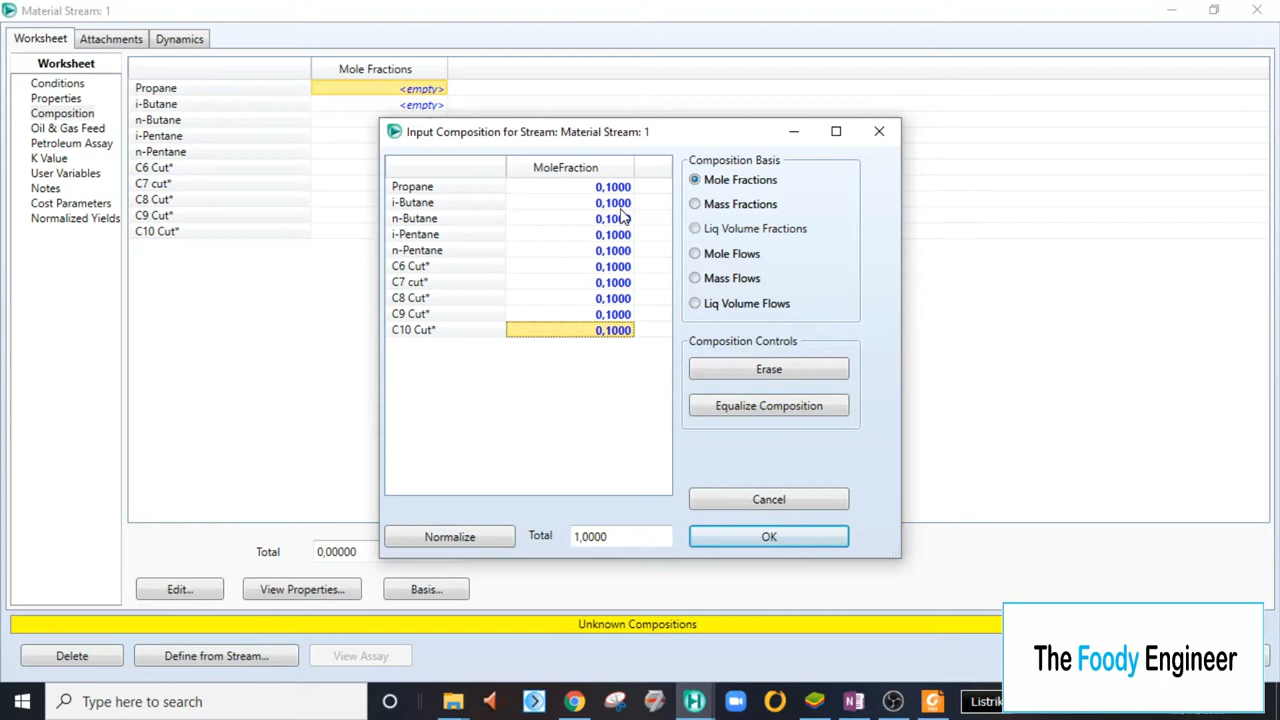 Material Stream: 1
Worksheet Attachments Dynamics
Worksheet
Conditions
Properties
Composition
Oil & Gas Feed
Petroleum Assay
K Value
User Variables
Notes
Cost Parameters
Normalized Yields
Mole Fractions
Propane <empty>
i-Butane <empty>
n-Butane
i-Pentane
n-Pentane
C6 Cut*
C7 cut*
C8 Cut*
C9 Cut*
C10 Cut*
Input Composition for Stream: Material Stream: 1
MoleFraction
Propane 0,1000
i-Butane 0,1000
n-Butane
i-Pentane 0,1000
n-Pentane 0,1000
C6 Cut* 0,1000
C7 cut* 0,1000
C8 Cut* 0,1000
C9 Cut* 0,1000
C10 Cut* 0,1000
Composition Basis
Mole Fractions
Mass Fractions
Liq Volume Fractions
Mole Flows
Mass Flows
Liq Volume Flows
Composition Controls
Erase
Equalize Composition
Cancel
Normalize Total 1,0000 OK
Total 0,00000
Edit... View Properties... Basis...
Unknown Compositions
Delete Define from Stream... View Assay
The Foody Engineer
Type here to search
Listrik